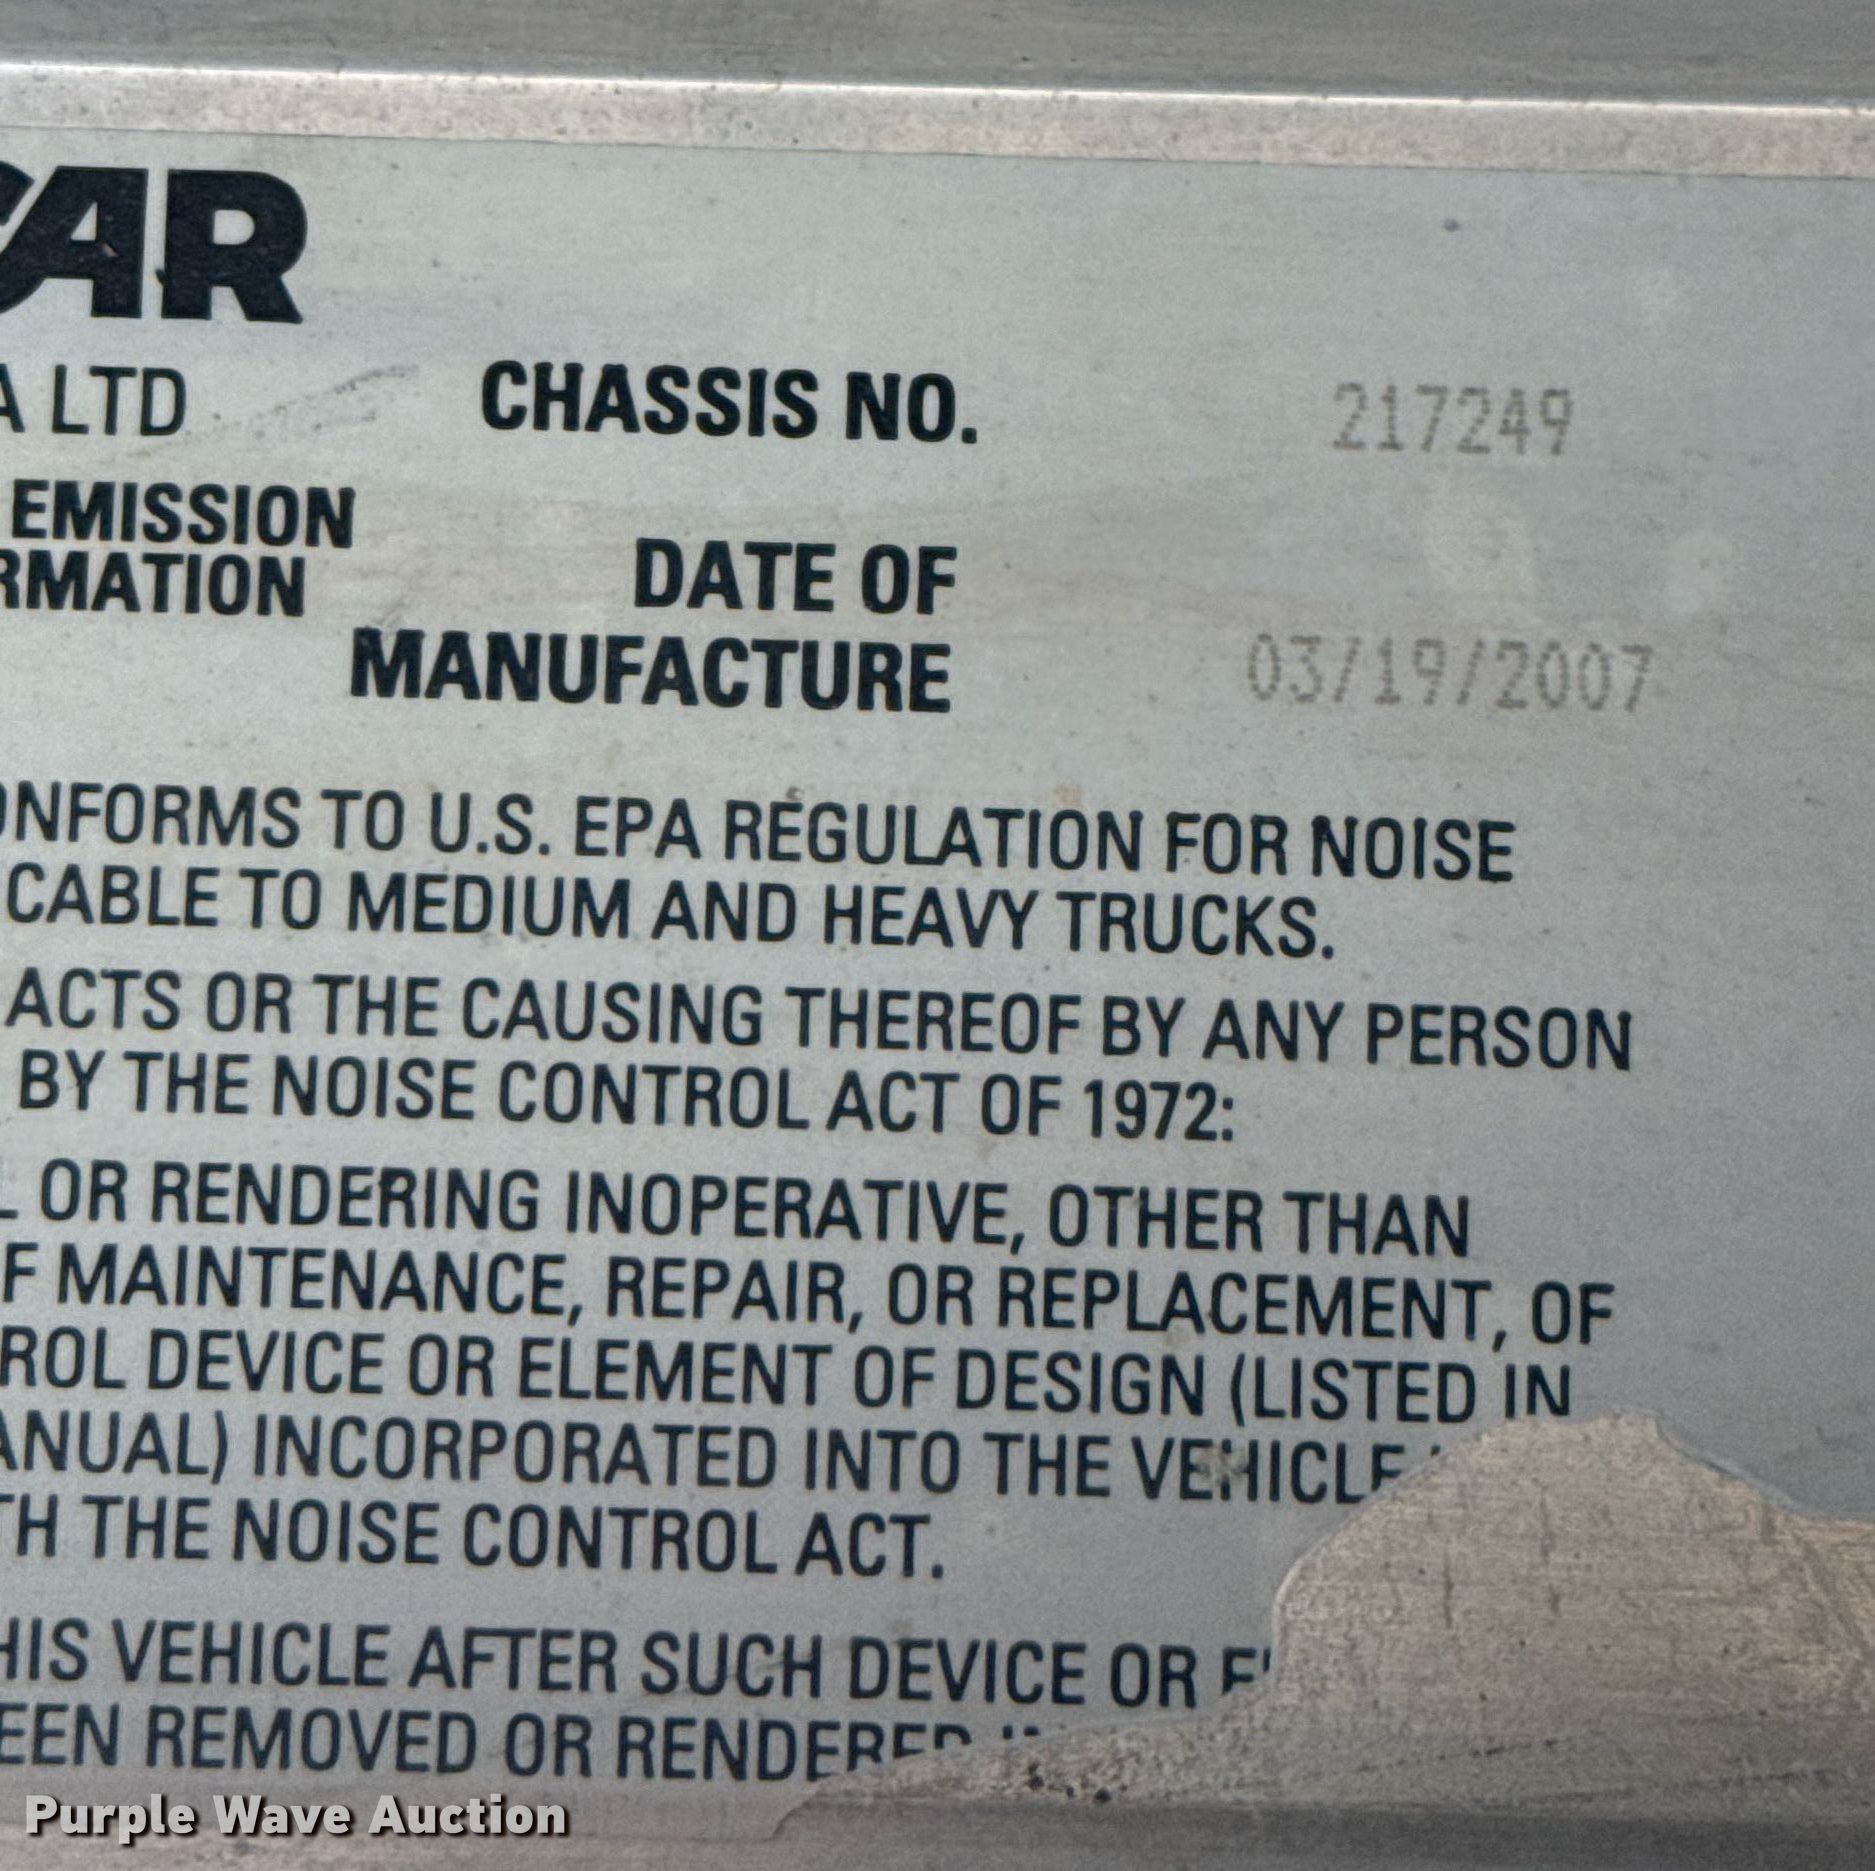 CAR
A LTD CHASSIS NO. 217249
EMISSION
RMATION
DATE OF
MANUFACTURE 03/19/2007
ONFORMS TO U.S. EPA REGULATION FOR NOISE
CABLE TO MEDIUM AND HEAVY TRUCKS.
ACTS OR THE CAUSING THEREOF BY ANY PERSON
BY THE NOISE CONTROL ACT OF 1972:
L OR RENDERING INOPERATIVE, OTHER THAN
F MAINTENANCE, REPAIR, OR REPLACEMENT, OF
ROL DEVICE OR ELEMENT OF DESIGN (LISTED IN
ANUAL) INCORPORATED INTO THE VEHICLE
TH THE NOISE CONTROL ACT.
HIS VEHICLE AFTER SUCH DEVICE OR
EEN REMOVED OR RENDERED
Purple Wave Auction